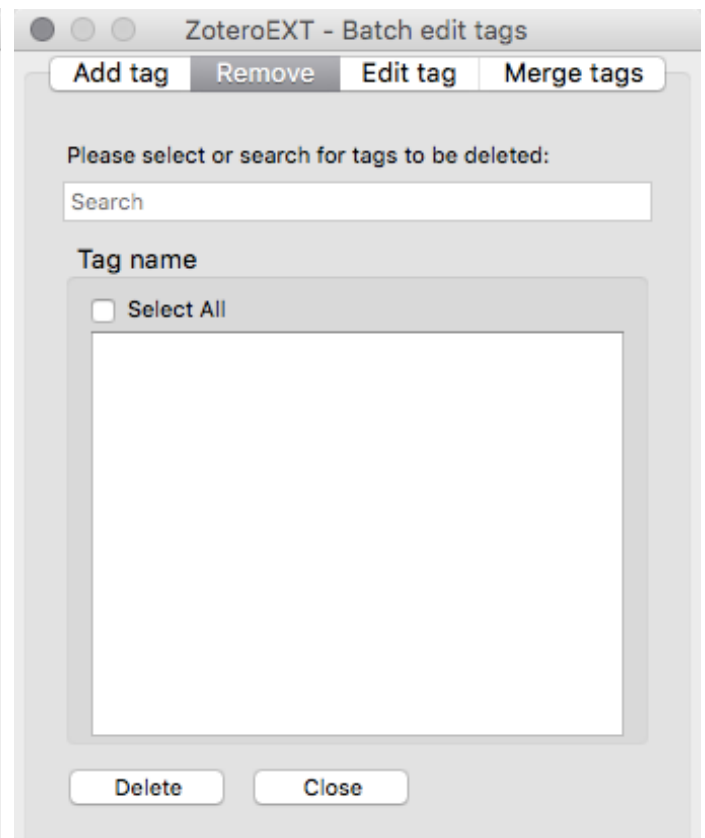 ZoteroEXT - Batch edit tags
Add tag Remove Edit tag Merge tags
Please select or search for tags to be deleted:
Search
Tag name
Select All
Delete Close